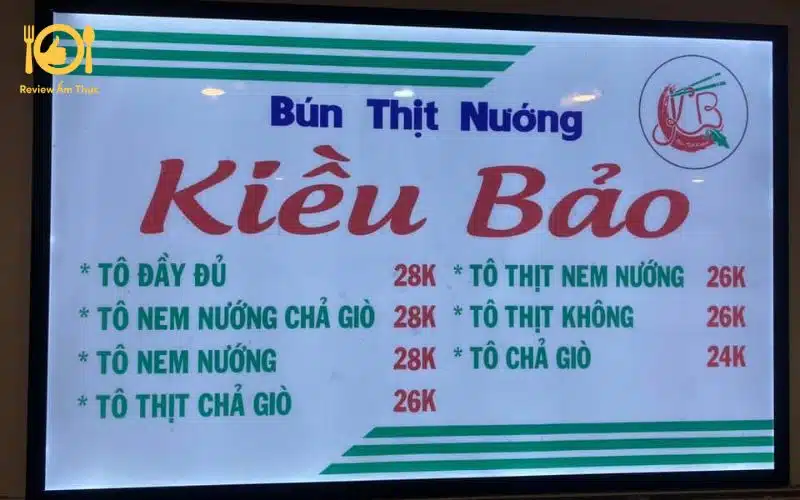 Review Ẩm Thực
Bún Thịt Nướng
KB
Kiều Bảo
* TÔ ĐẦY ĐỦ 28K
* TÔ NEM NƯỚNG CHẢ GIÒ 28K
* TÔ NEM NƯỚNG 28K
* TÔ THỊT CHẢ GIÒ 26K
* TÔ THỊT NEM NƯỚNG 26K
* TÔ THỊT KHÔNG 26K
* TÔ CHẢ GIÒ 24K